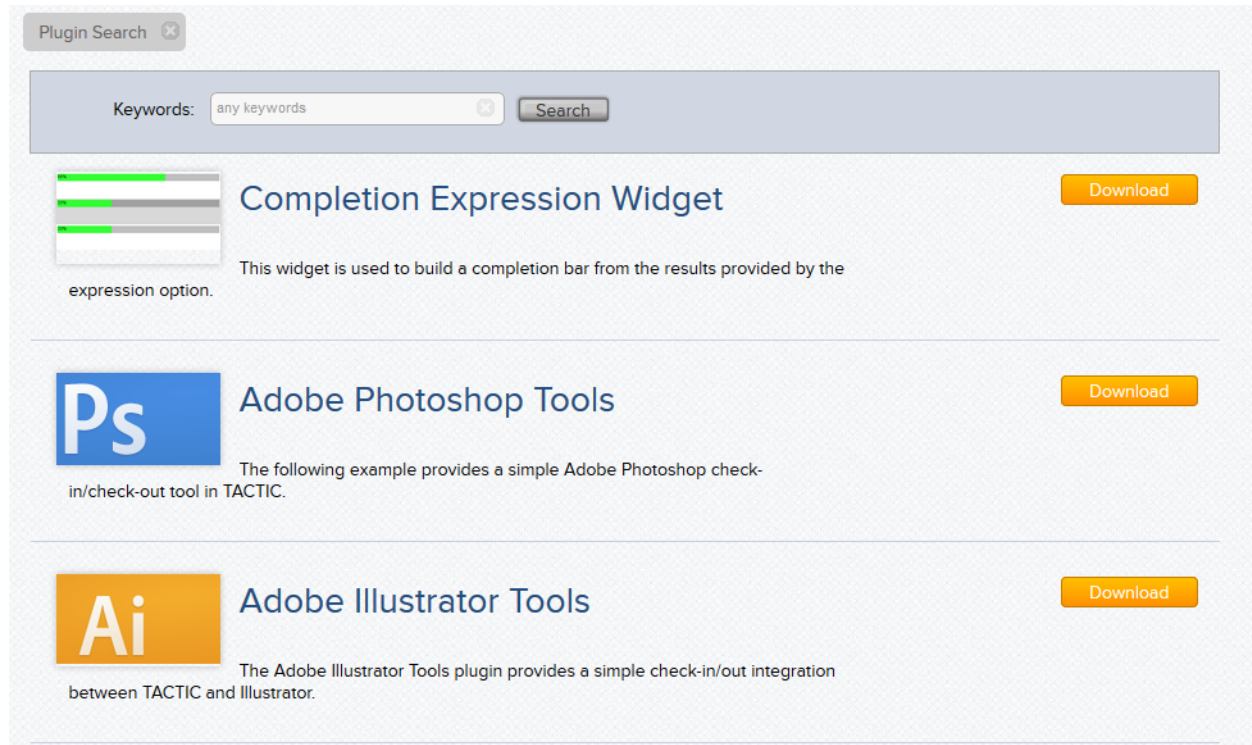 Plugin Search
Keywords: any keywords Search
Completion Expression Widget
Download
This widget is used to build a completion bar from the results provided by the
expression option.
Ps
Adobe Photoshop Tools
Download
The following example provides a simple Adobe Photoshop check-
in/check-out tool in TACTIC.
Ai
Adobe Illustrator Tools
Download
The Adobe Illustrator Tools plugin provides a simple check-in/out integration
between TACTIC and Illustrator.